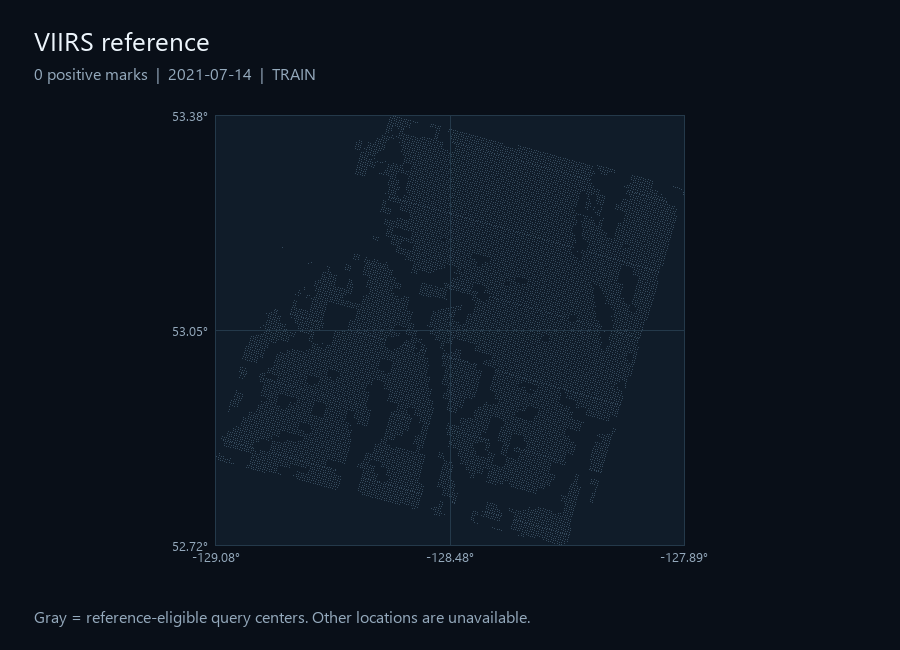 VIIRS reference
0 positive marks | 2021-07-14 | TRAIN
53.38°
53.05°
52.72°
-129.08° -128.48° -127.89°
Gray = reference-eligible query centers. Other locations are unavailable.